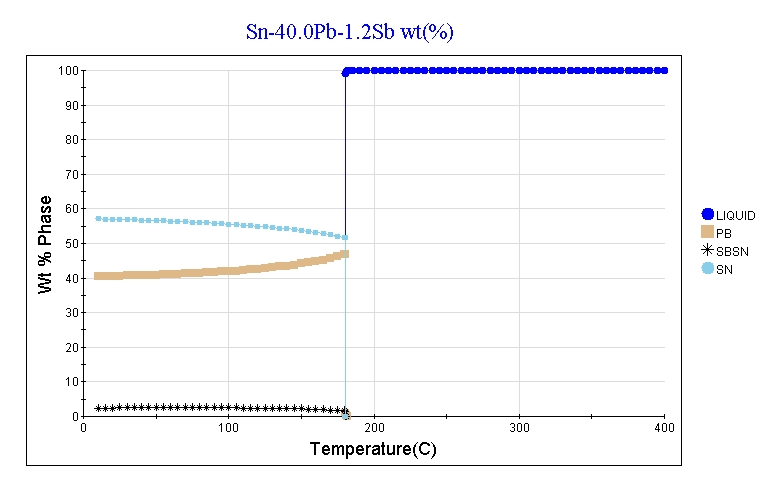 Sn-40.0Pb-1.2Sb wt(%)
100
90
80
70
60
50
40
30
20
10
0
Wt % Phase
0 100 200 300 400
Temperature(C)
LIQUID
PB
SBSN
SN